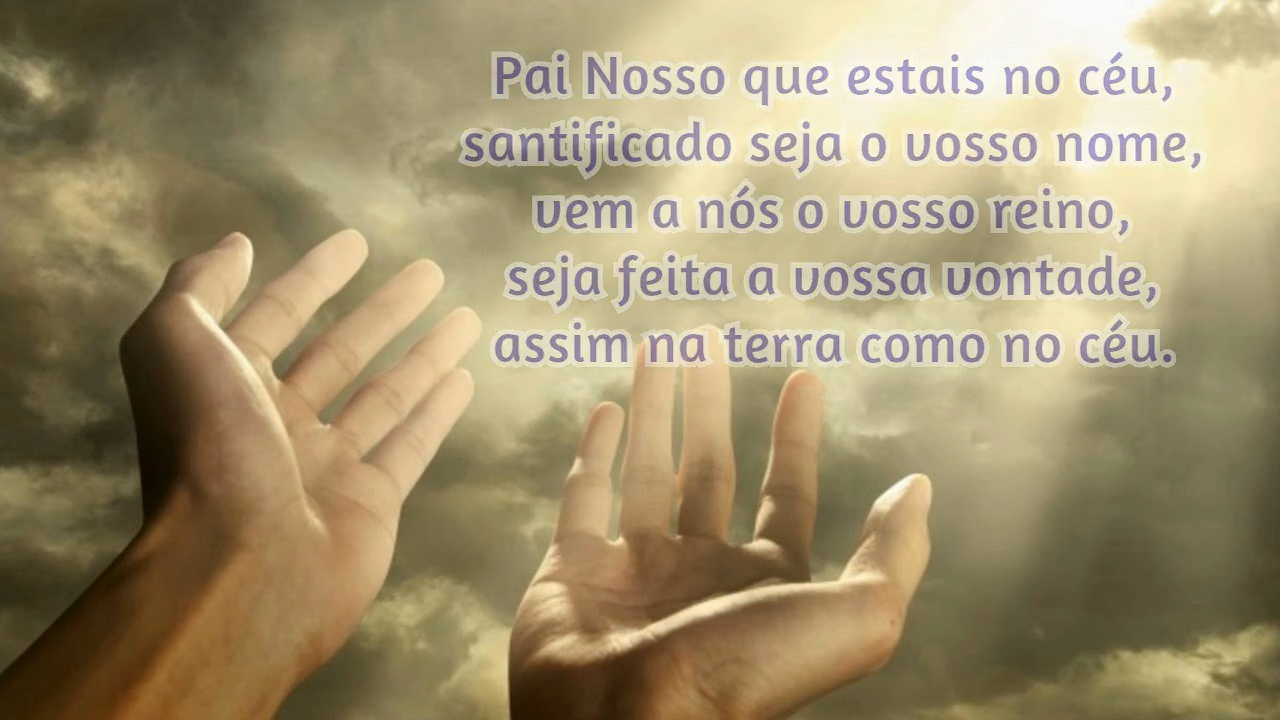 Pai Nosso que estais no céu,
santificado seja o vosso nome,
vem a nós o vosso reino,
seja feita a vossa vontade,
assim na terra como no céu.